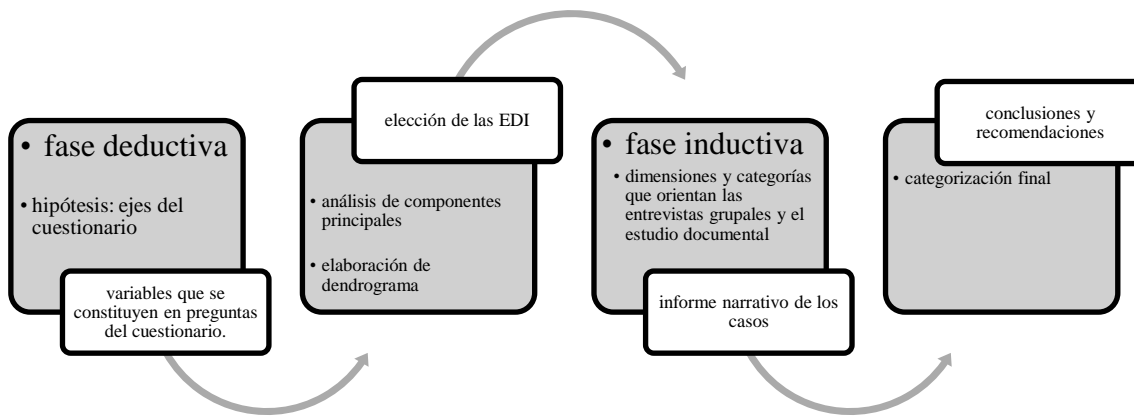 • fase deductiva
• hipótesis: ejes del
cuestionario
variables que se
constituyen en preguntas
del cuestionario.
elección de las EDI
• análisis de componentes
principales
• elaboración de
dendrograma
• fase inductiva
• dimensiones y categorías
que orientan las
entrevistas grupales y el
estudio documental
informe narrativo de los
casos
conclusiones y
recomendaciones
• categorización final